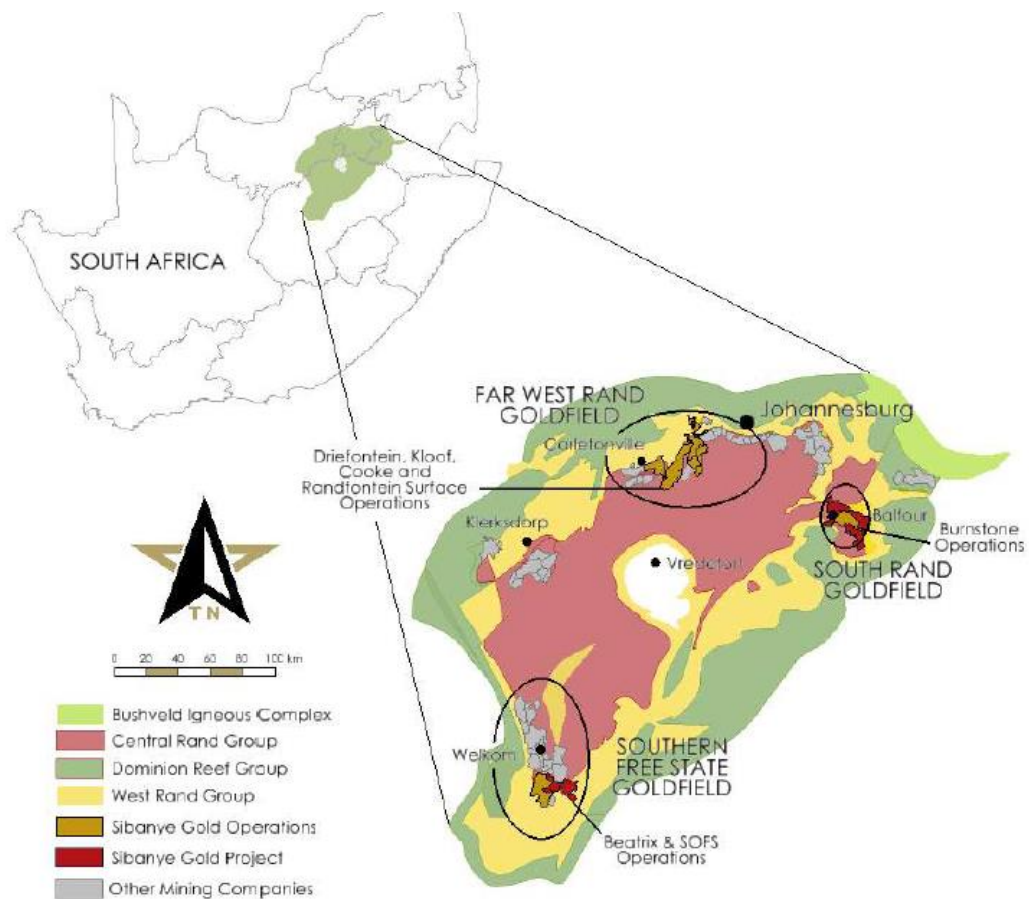 SOUTH AFRICA
FAR WEST RAND
GOLDFIELD
Johannesburg
Carletonville
Driefontein, Kloof,
Cooke and
Randfontein Surface
Operations
Klerksdorp
Vredefort
Balfour
Burnstone
Operations
SOUTH RAND
GOLDFIELD
TN
0 20 40 60 80 100 km
Welkom
SOUTHERN
FREE STATE
GOLDFIELD
Beatrix & SOFS
Operations
Bushveld Igneous Complex
Central Rand Group
Dominion Reef Group
West Rand Group
Sibanye Gold Operations
Sibanye Gold Project
Other Mining Companies